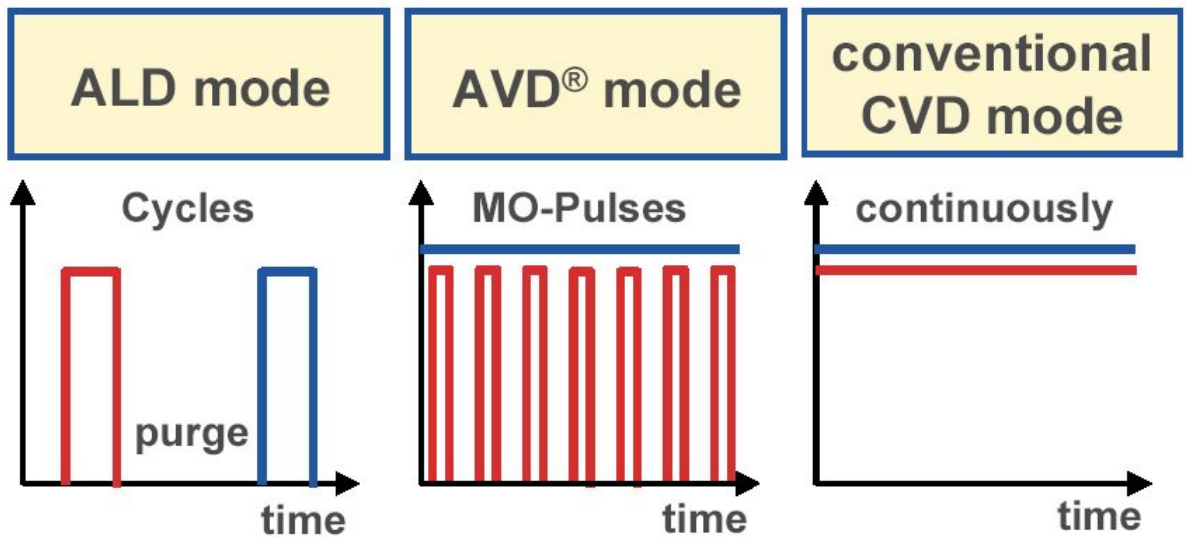 ALD mode
AVD® mode
conventional
CVD mode
Cycles
purge
time
MO-Pulses
time
continuously
time